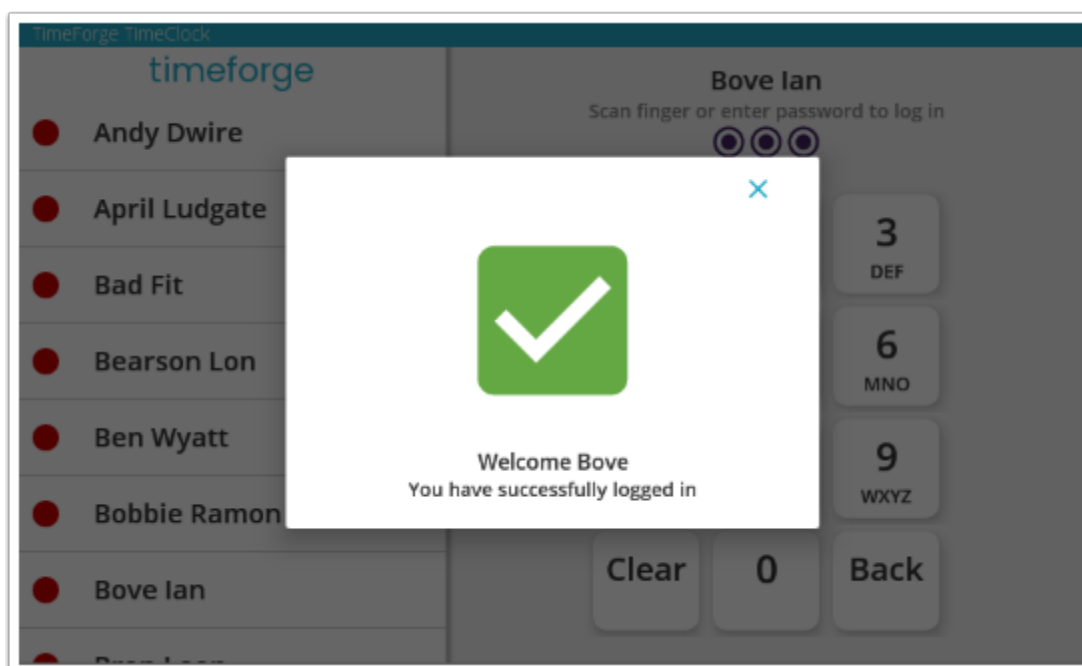 TimeForge TimeClock
timeforge
Andy Dwire
April Ludgate
Bad Fit
Bearson Lon
Ben Wyatt
Bobbie Ramon
Bove Ian
Bove Ian
Scan finger or enter password to log in
3
DEF
6
MNO
9
WXYZ
Clear
0
Back
Welcome Bove
You have successfully logged in